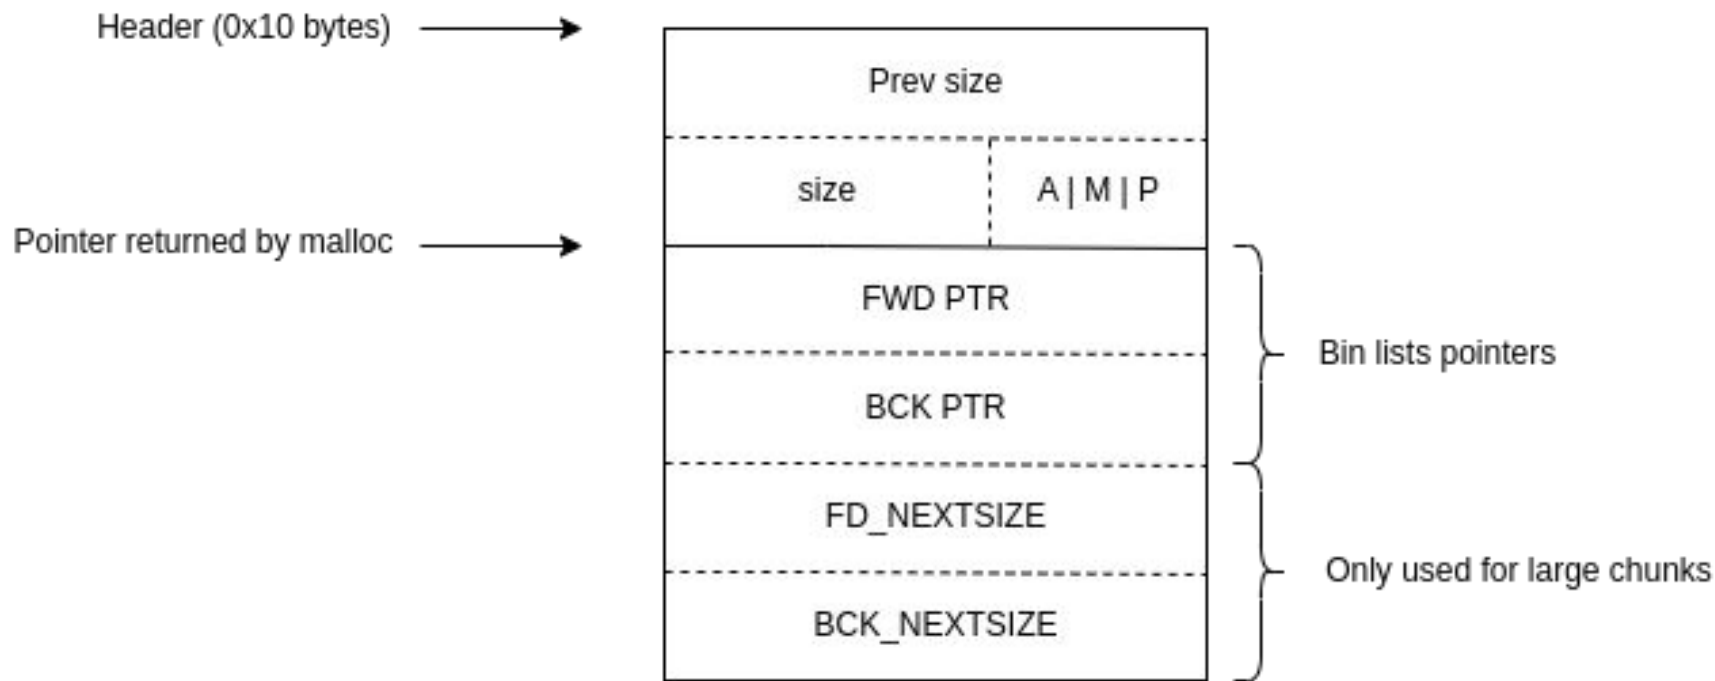 Header (0x10 bytes)
Prev size
size
A | M | P
Pointer returned by malloc
FWD PTR
Bin lists pointers
BCK PTR
FD_NEXTSIZE
Only used for large chunks
BCK_NEXTSIZE